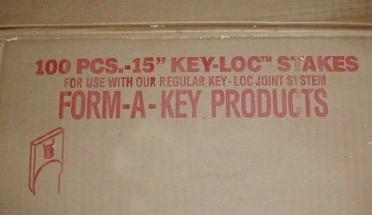 100 PCS.-15" KEY-LOC™ STAKES
FOR USE WITH OUR REGULAR KEY-LOC JOINT SYSTEM
FORM-A-KEY PRODUCTS